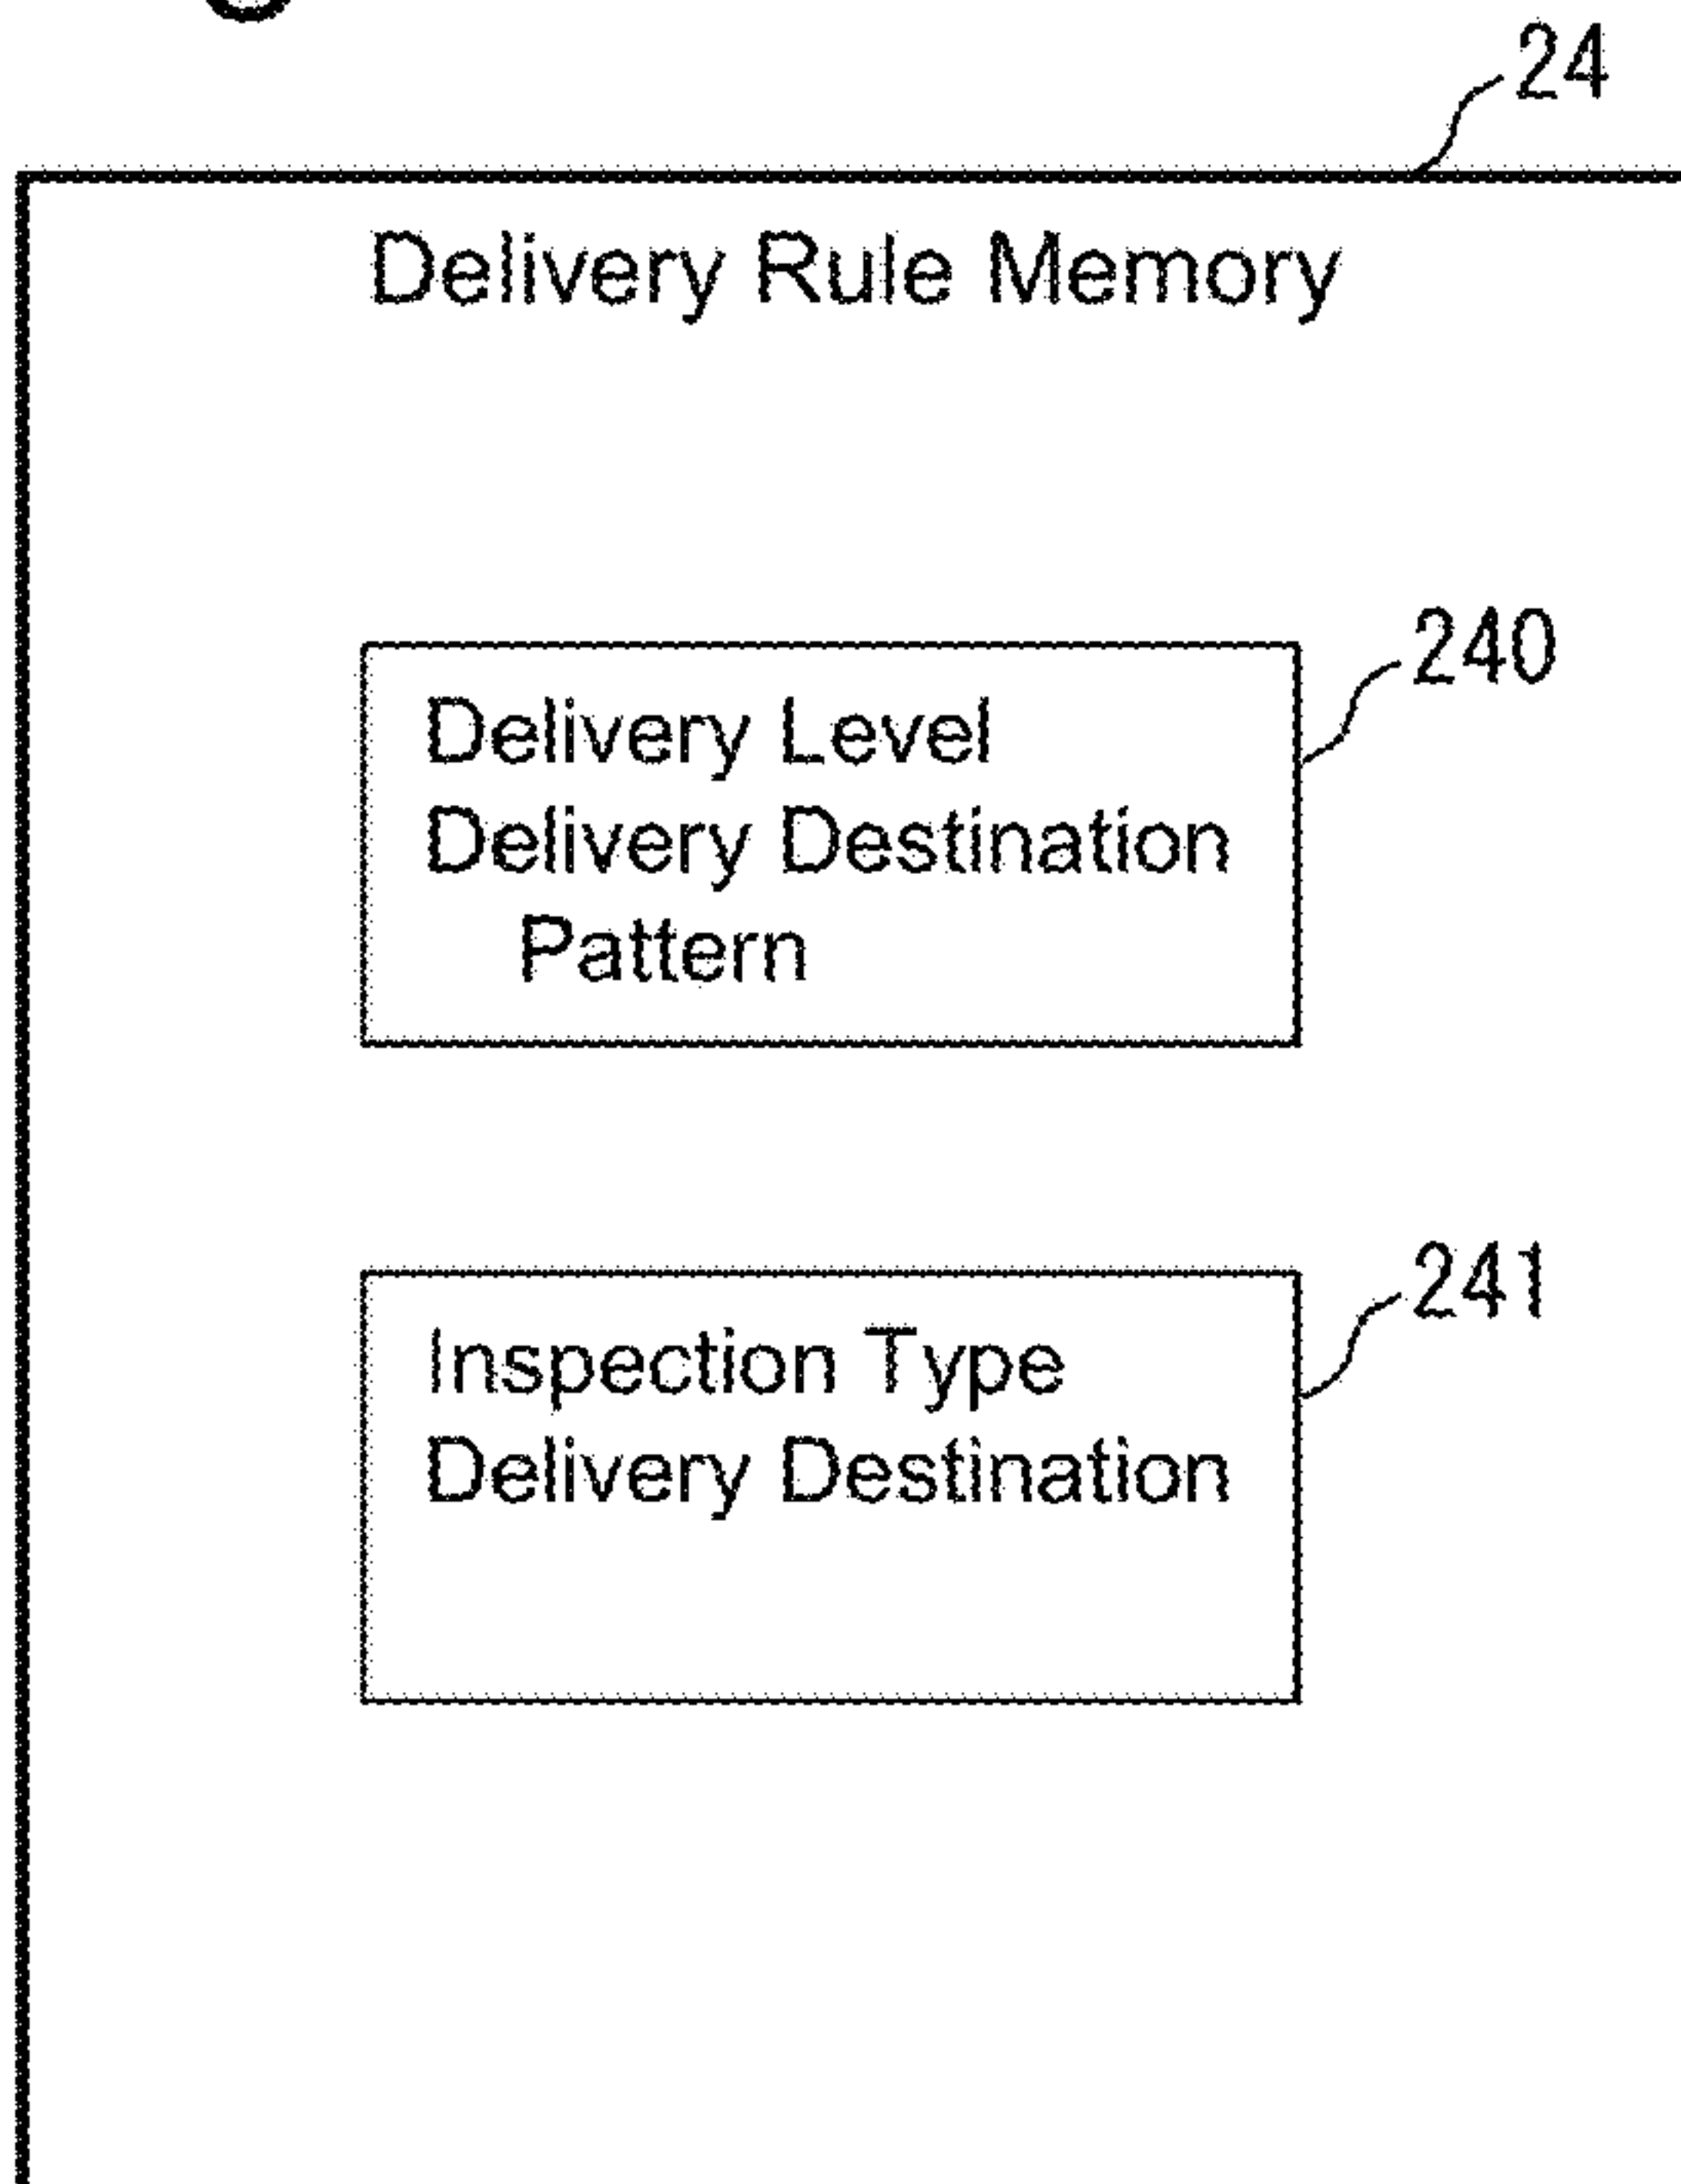 24
Delivery Rule Memory
240
Delivery Level
Delivery Destination
Pattern
241
Inspection Type
Delivery Destination